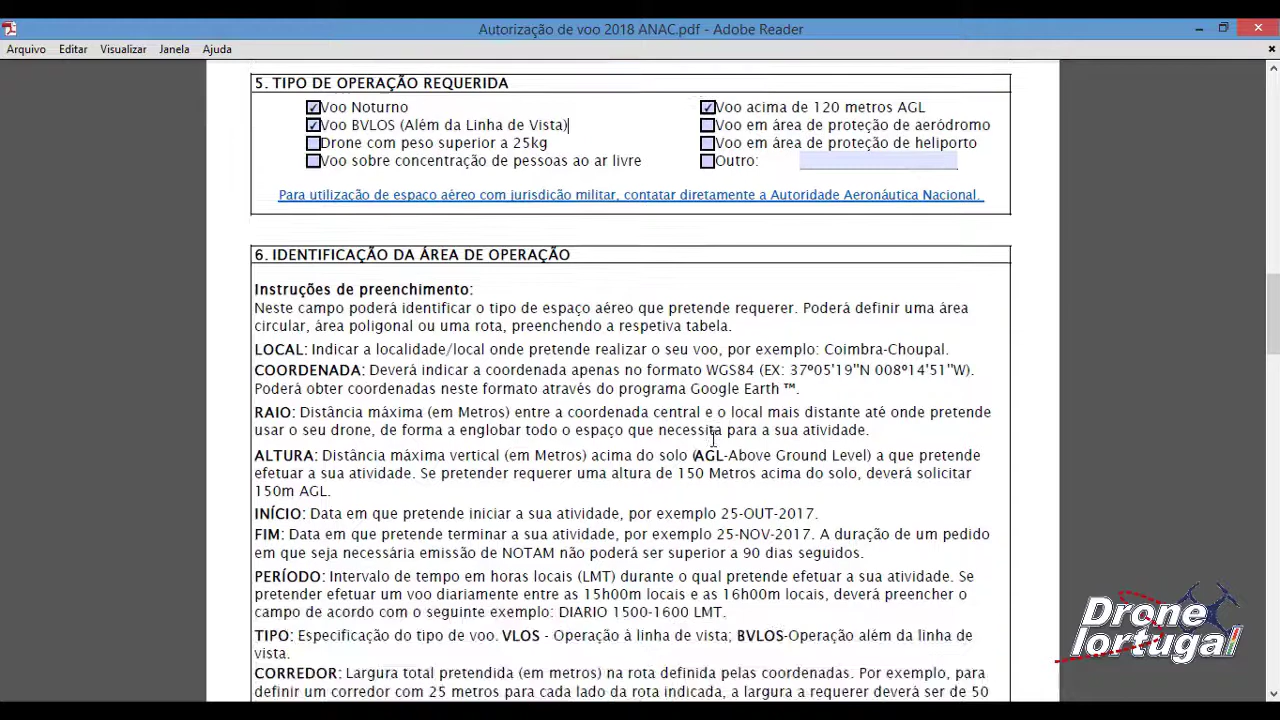 Autorização de voo 2018 ANAC.pdf - Adobe Reader
Arquivo Editar Visualizar Janela Ajuda
5. TIPO DE OPERAÇÃO REQUERIDA
Voo Noturno
Voo BVLOS (Além da Linha de Vista)
Drone com peso superior a 25kg
Voo sobre concentração de pessoas ao ar livre
Voo acima de 120 metros AGL
Voo em área de proteção de aeródromo
Voo em área de proteção de heliporto
Outro:
Para utilização de espaço aéreo com jurisdição militar, contatar diretamente a Autoridade Aeronáutica Nacional.
6. IDENTIFICAÇÃO DA ÁREA DE OPERAÇÃO
Instruções de preenchimento:
Neste campo poderá identificar o tipo de espaço aéreo que pretende requerer. Poderá definir uma área
circular, área poligonal ou uma rota, preenchendo a respetiva tabela.
LOCAL: Indicar a localidade/local onde pretende realizar o seu voo, por exemplo: Coimbra-Choupal.
COORDENADA: Deverá indicar a coordenada apenas no formato WGS84 (EX: 37º05'19''N 008º14'51''W).
Poderá obter coordenadas neste formato através do programa Google Earth ™.
RAIO: Distância máxima (em Metros) entre a coordenada central e o local mais distante até onde pretende
usar o seu drone, de forma a englobar todo o espaço que necessita para a sua atividade.
ALTURA: Distância máxima vertical (em Metros) acima do solo (AGL-Above Ground Level) a que pretende
efetuar a sua atividade. Se pretender requerer uma altura de 150 Metros acima do solo, deverá solicitar
150m AGL.
INÍCIO: Data em que pretende iniciar a sua atividade, por exemplo 25-OUT-2017.
FIM: Data em que pretende terminar a sua atividade, por exemplo 25-NOV-2017. A duração de um pedido
em que seja necessária emissão de NOTAM não poderá ser superior a 90 dias seguidos.
PERÍODO: Intervalo de tempo em horas locais (LMT) durante o qual pretende efetuar a sua atividade. Se
pretender efetuar um voo diariamente entre as 15h00m locais e as 16h00m locais, deverá preencher o
campo de acordo com o seguinte exemplo: DIARIO 1500-1600 LMT.
TIPO: Especificação do tipo de voo. VLOS - Operação à linha de vista; BVLOS-Operação além da linha de
vista.
CORREDOR: Largura total pretendida (em metros) na rota definida pelas coordenadas. Por exemplo, para
definir um corredor com 25 metros para cada lado da rota indicada, a largura a requerer deverá ser de 50
Drone
Portugal